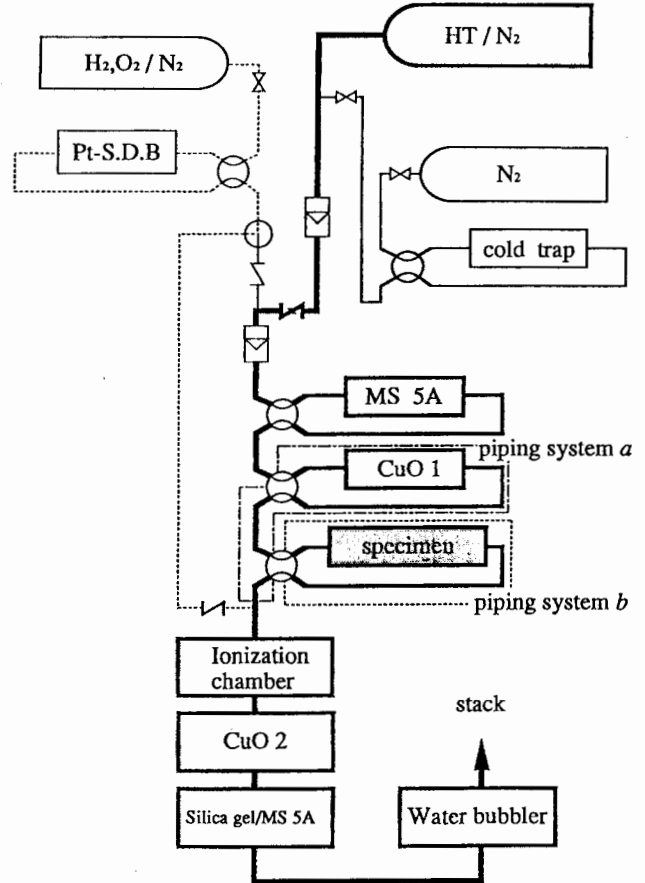 HT / N₂
H₂,O₂ / N₂
Pt-S.D.B
N₂
cold trap
MS 5A
piping system a
CuO 1
specimen
piping system b
Ionization
chamber
stack
CuO 2
Silica gel/MS 5A
Water bubbler